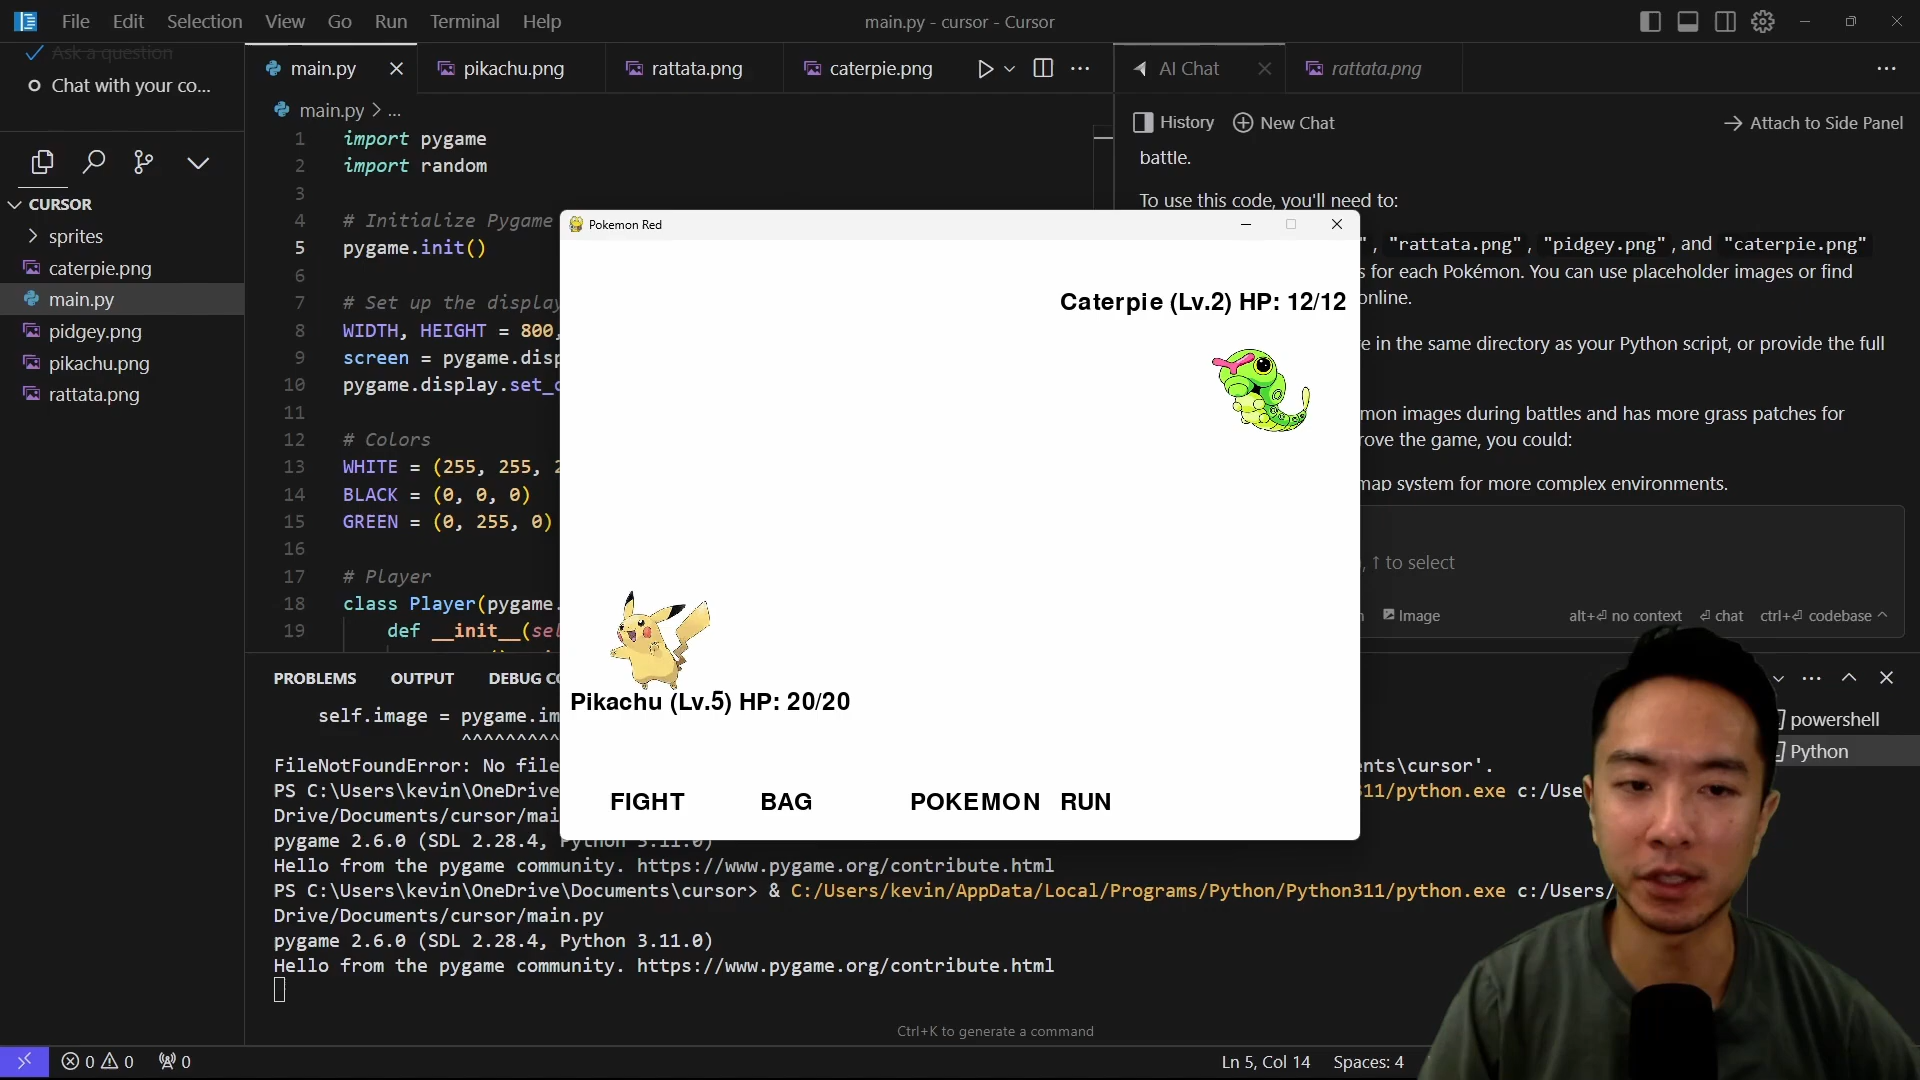 File Edit Selection View Go Run Terminal Help
main.py - cursor - Cursor
Ask a question
Chat with your co...
CURSOR
sprites
caterpie.png
main.py
pidgey.png
pikachu.png
rattata.png
main.py
pikachu.png
rattata.png
caterpie.png
main.py > ...
1 import pygame
2 import random
3
4 # Initialize Pygame
5 pygame.init()
6
7 # Set up the display
8 WIDTH, HEIGHT = 800,
9 screen = pygame.disp
10 pygame.display.set_c
11
12 # Colors
13 WHITE = (255, 255, 2
14 BLACK = (0, 0, 0)
15 GREEN = (0, 255, 0)
16
17 # Player
18 class Player(pygame.
19 def __init__(sel
AI Chat
rattata.png
History New Chat
Attach to Side Panel
battle.
To use this code, you'll need to:
", "rattata.png", "pidgey.png", and "caterpie.png"
s for each Pokémon. You can use placeholder images or find
online.
e in the same directory as your Python script, or provide the full
mon images during battles and has more grass patches for
rove the game, you could:
map system for more complex environments.
, ↑ to select
Image
alt+⏎ no context ⏎ chat ctrl+⏎ codebase
Pokemon Red
Caterpie (Lv.2) HP: 12/12
Pikachu (Lv.5) HP: 20/20
FIGHT BAG POKEMON RUN
PROBLEMS OUTPUT DEBUG CO
self.image = pygame.im
^^^^^^^^^
FileNotFoundError: No file
ents\cursor'.
PS C:\Users\kevin\OneDrive
11/python.exe c:/Use
Drive/Documents/cursor/mai
pygame 2.6.0 (SDL 2.28.4, Python 3.11.0)
Hello from the pygame community. https://www.pygame.org/contribute.html
PS C:\Users\kevin\OneDrive\Documents\cursor> & C:/Users/kevin/AppData/Local/Programs/Python/Python311/python.exe c:/Users/
Drive/Documents/cursor/main.py
pygame 2.6.0 (SDL 2.28.4, Python 3.11.0)
Hello from the pygame community. https://www.pygame.org/contribute.html
powershell
Python
Ctrl+K to generate a command
0 0 0
Ln 5, Col 14 Spaces: 4